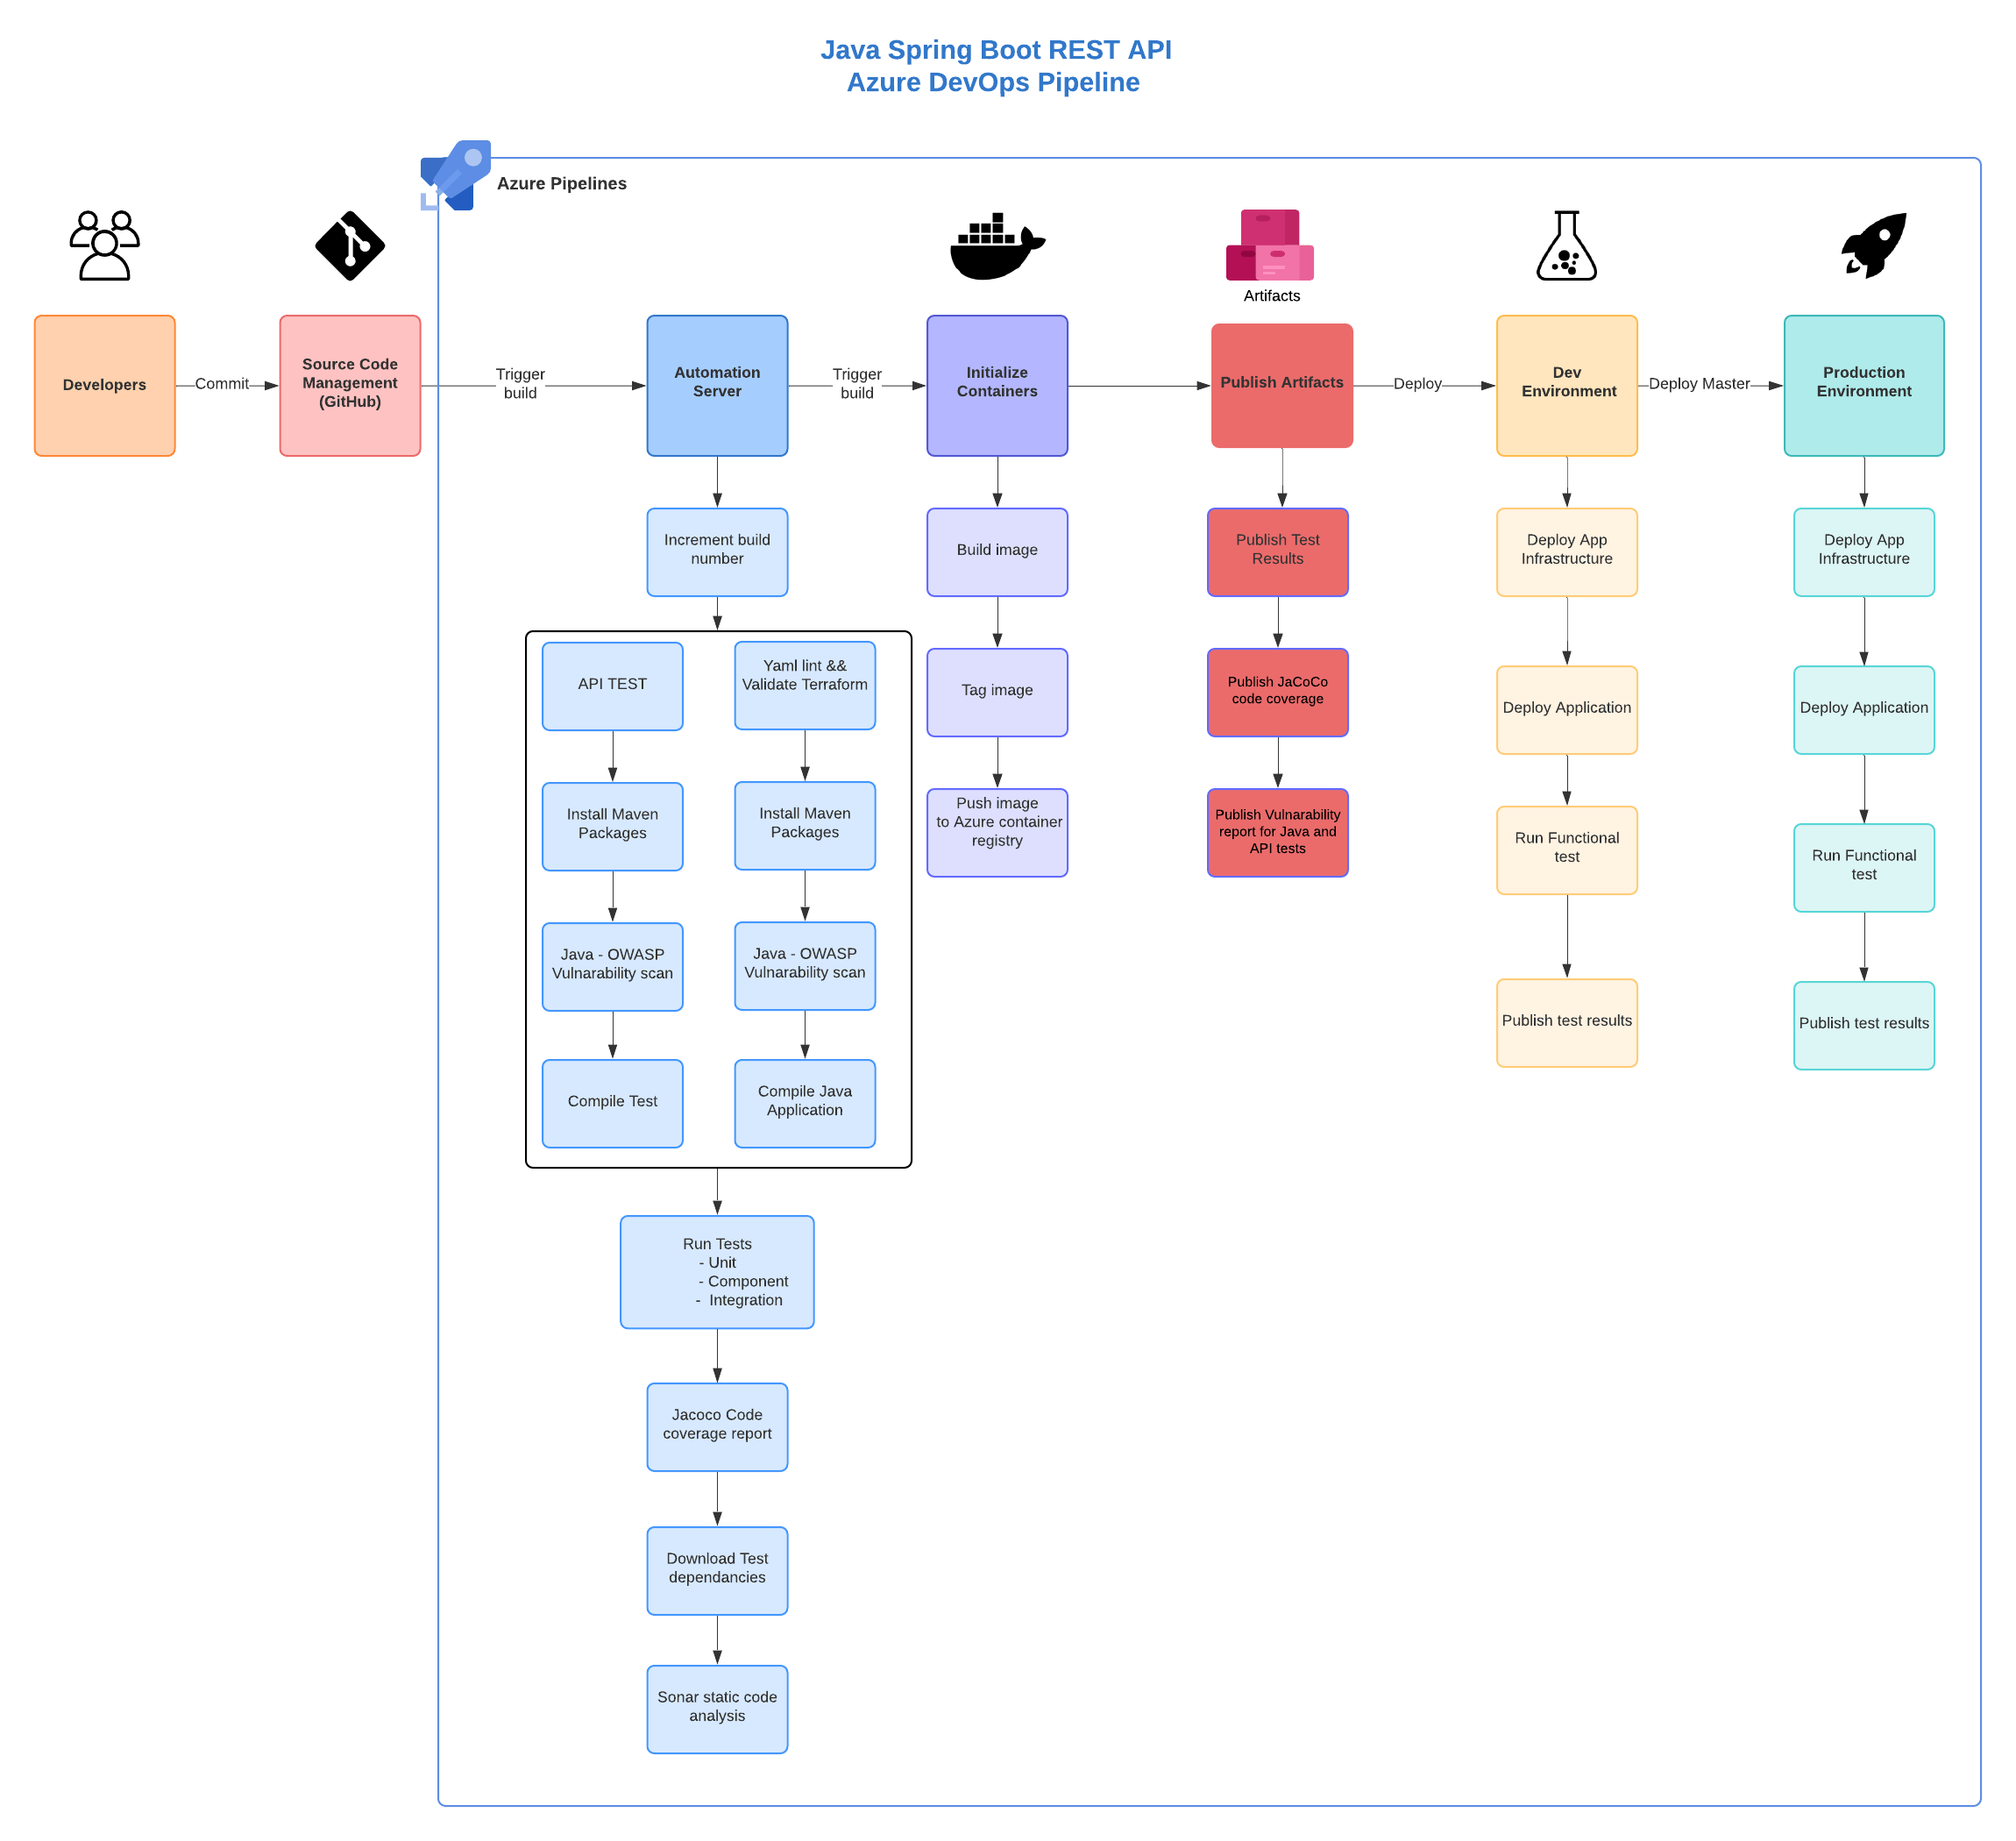 Java Spring Boot REST API
Azure DevOps Pipeline
Azure Pipelines
Artifacts
Developers
Commit
Source Code
Management
(GitHub)
Trigger
build
Automation
Server
Trigger
build
Initialize
Containers
Publish Artifacts
Deploy
Dev
Environment
Deploy Master
Production
Environment
Increment build
number
API TEST
Install Maven
Packages
Java - OWASP
Vulnarability scan
Compile Test
Yaml lint &&
Validate Terraform
Install Maven
Packages
Java - OWASP
Vulnarability scan
Compile Java
Application
Run Tests
- Unit
- Component
- Integration
Jacoco Code
coverage report
Download Test
dependancies
Sonar static code
analysis
Build image
Tag image
Push image
to Azure container
registry
Publish Test
Results
Publish JaCoCo
code coverage
Publish Vulnarability
report for Java and
API tests
Deploy App
Infrastructure
Deploy Application
Run Functional
test
Publish test results
Deploy App
Infrastructure
Deploy Application
Run Functional
test
Publish test results